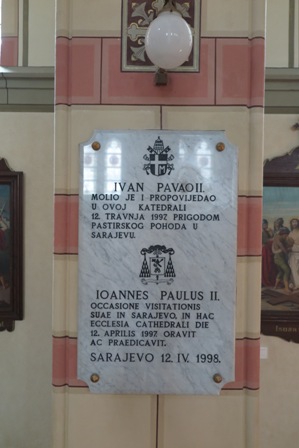 IVAN PAVAO II.
MOLIO JE I PROPOVIJEDAO
U OVOJ KATEDRALI
12. TRAVNJA 1997. PRIGODOM
PASTIRSKOG POHODA U
SARAJEVU.
IOANNES PAULUS II.
OCCASIONE VISITATIONIS
SUAE IN SARAJEVO, IN HAC
ECCLESIA CATHEDRALI DIE
12. APRILIS 1997 ORAVIT
AC PRAEDICAVIT.
SARAJEVO 12. IV. 1998.